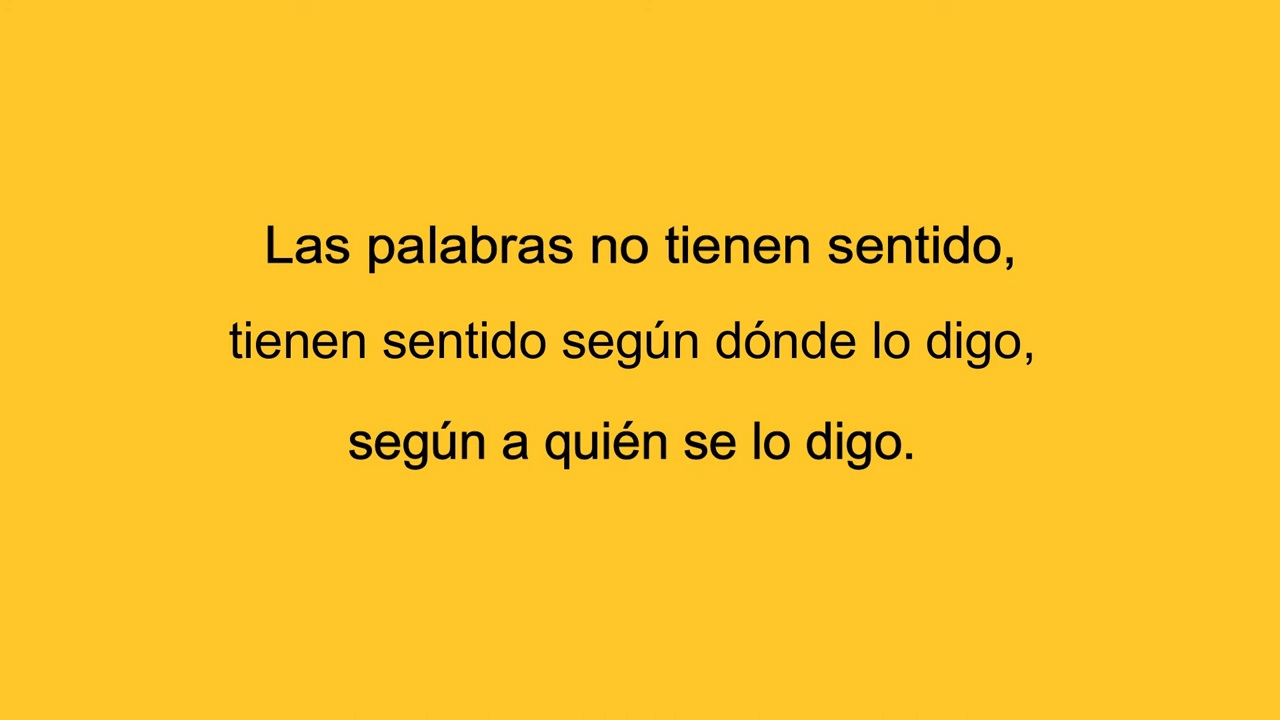 Las palabras no tienen sentido,
tienen sentido según dónde lo digo,
según a quién se lo digo.